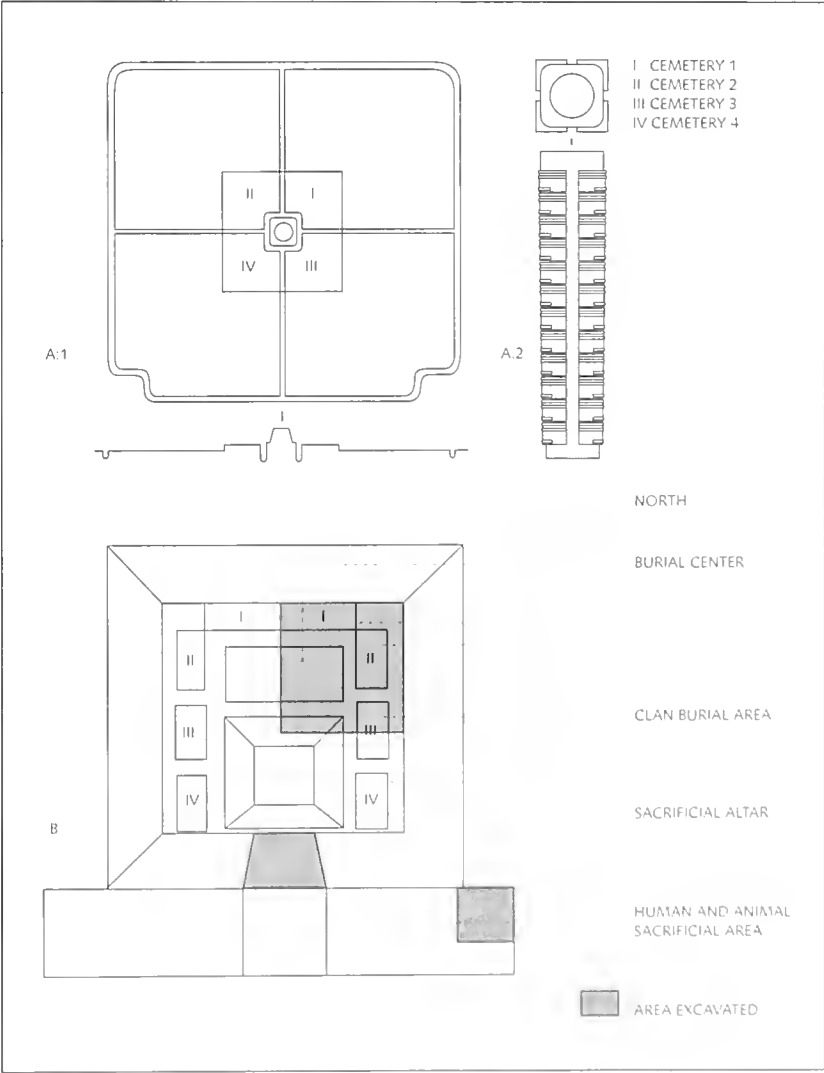 I CEMETERY 1
II CEMETERY 2
III CEMETERY 3
IV CEMETERY 4
II I
IV III
A:1
A:2
NORTH
BURIAL CENTER
I I
II II
III III
CLAN BURIAL AREA
IV IV
SACRIFICIAL ALTAR
B
HUMAN AND ANIMAL
SACRIFICIAL AREA
AREA EXCAVATED